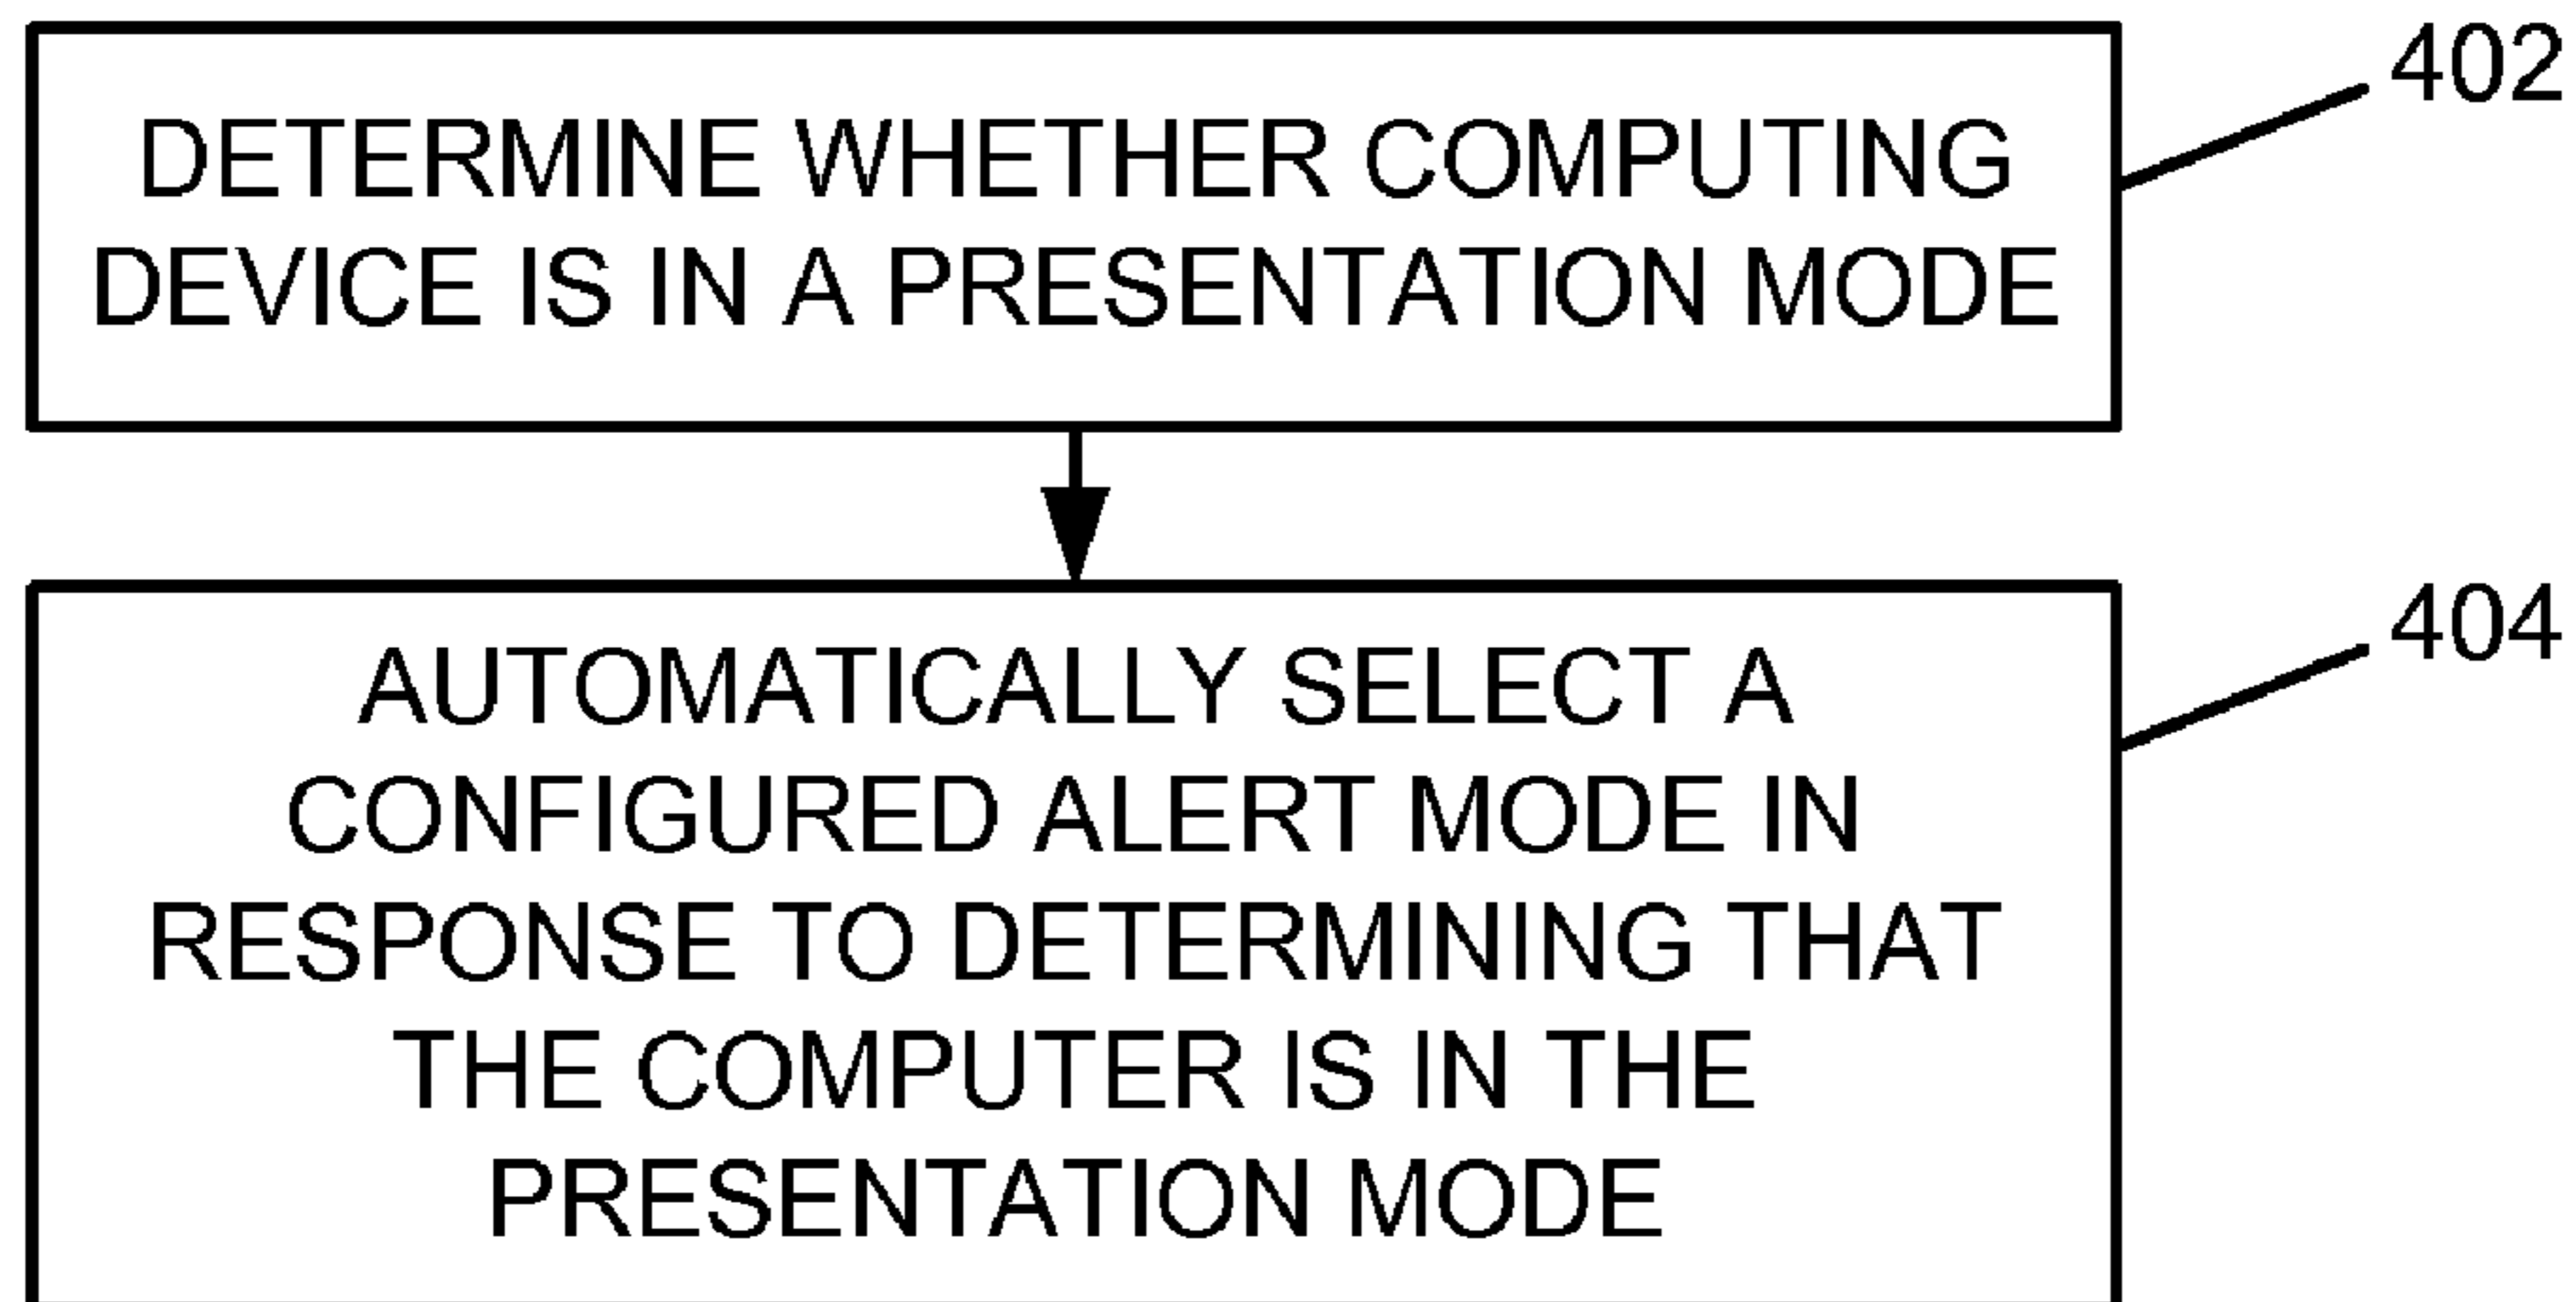 402
DETERMINE WHETHER COMPUTING
DEVICE IS IN A PRESENTATION MODE
404
AUTOMATICALLY SELECT A
CONFIGURED ALERT MODE IN
RESPONSE TO DETERMINING THAT
THE COMPUTER IS IN THE
PRESENTATION MODE